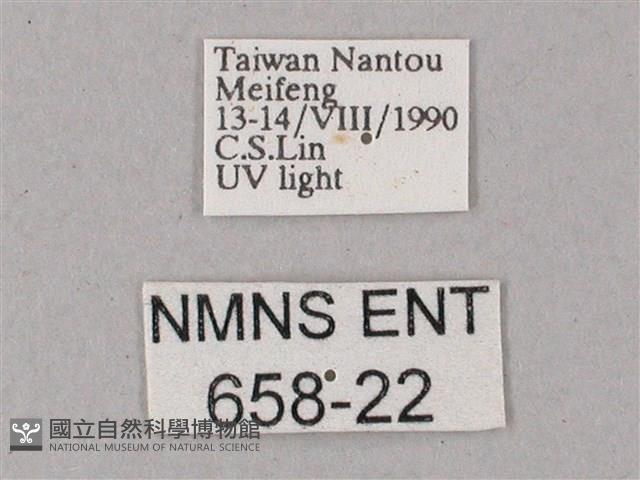 Taiwan Nantou
Meifeng
13-14/VIII/1990
C.S.Lin
UV light
NMNS ENT
658-22
國立自然科學博物館
NATIONAL MUSEUM OF NATURAL SCIENCE